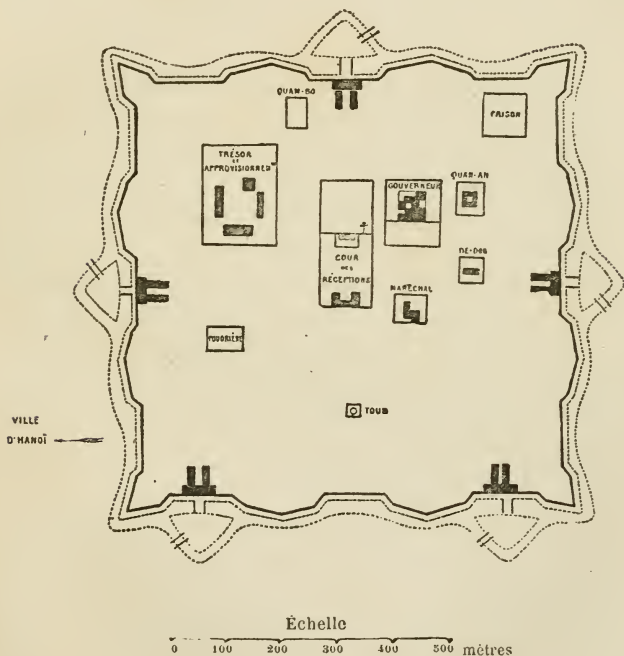 QUAN-BO
PRISON
TRÉSOR
ET
APPROVISIONNEMT
GOUVERNEUR
QUAN-AN
COUR
DES
RÉCEPTIONS
DE-DOC
MARÉCHAL
POUDRIÈRE
TOUR
VILLE
D'HANOÏ
Échelle
0 100 200 300 400 500 mètres